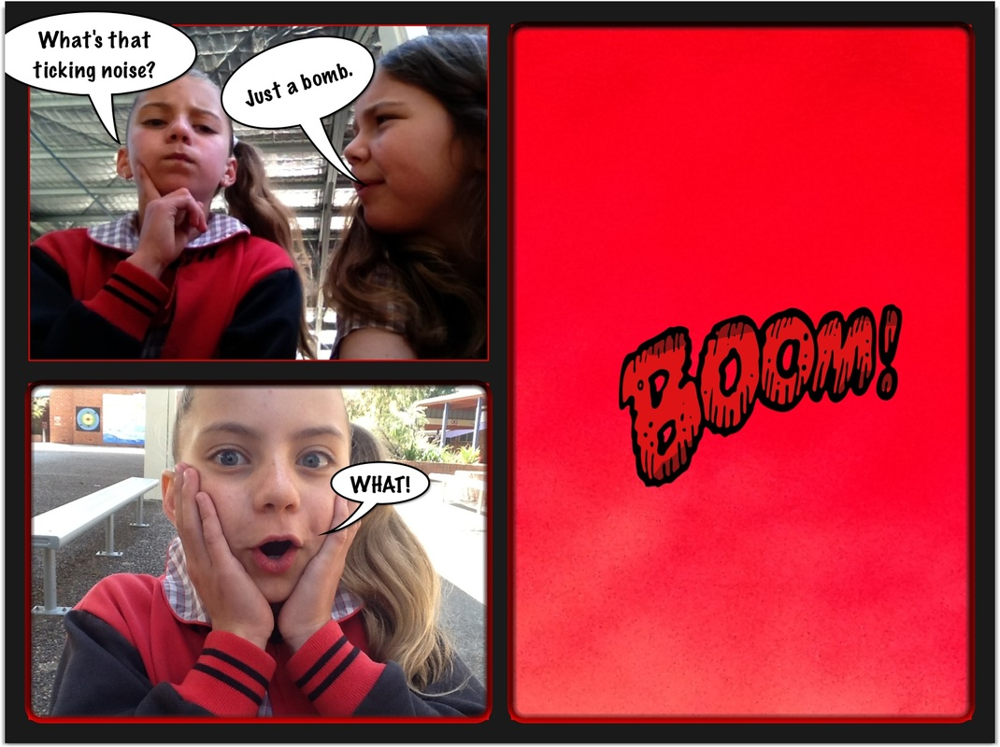 What's that
ticking noise?
Just a bomb.
WHAT!
BOOM!